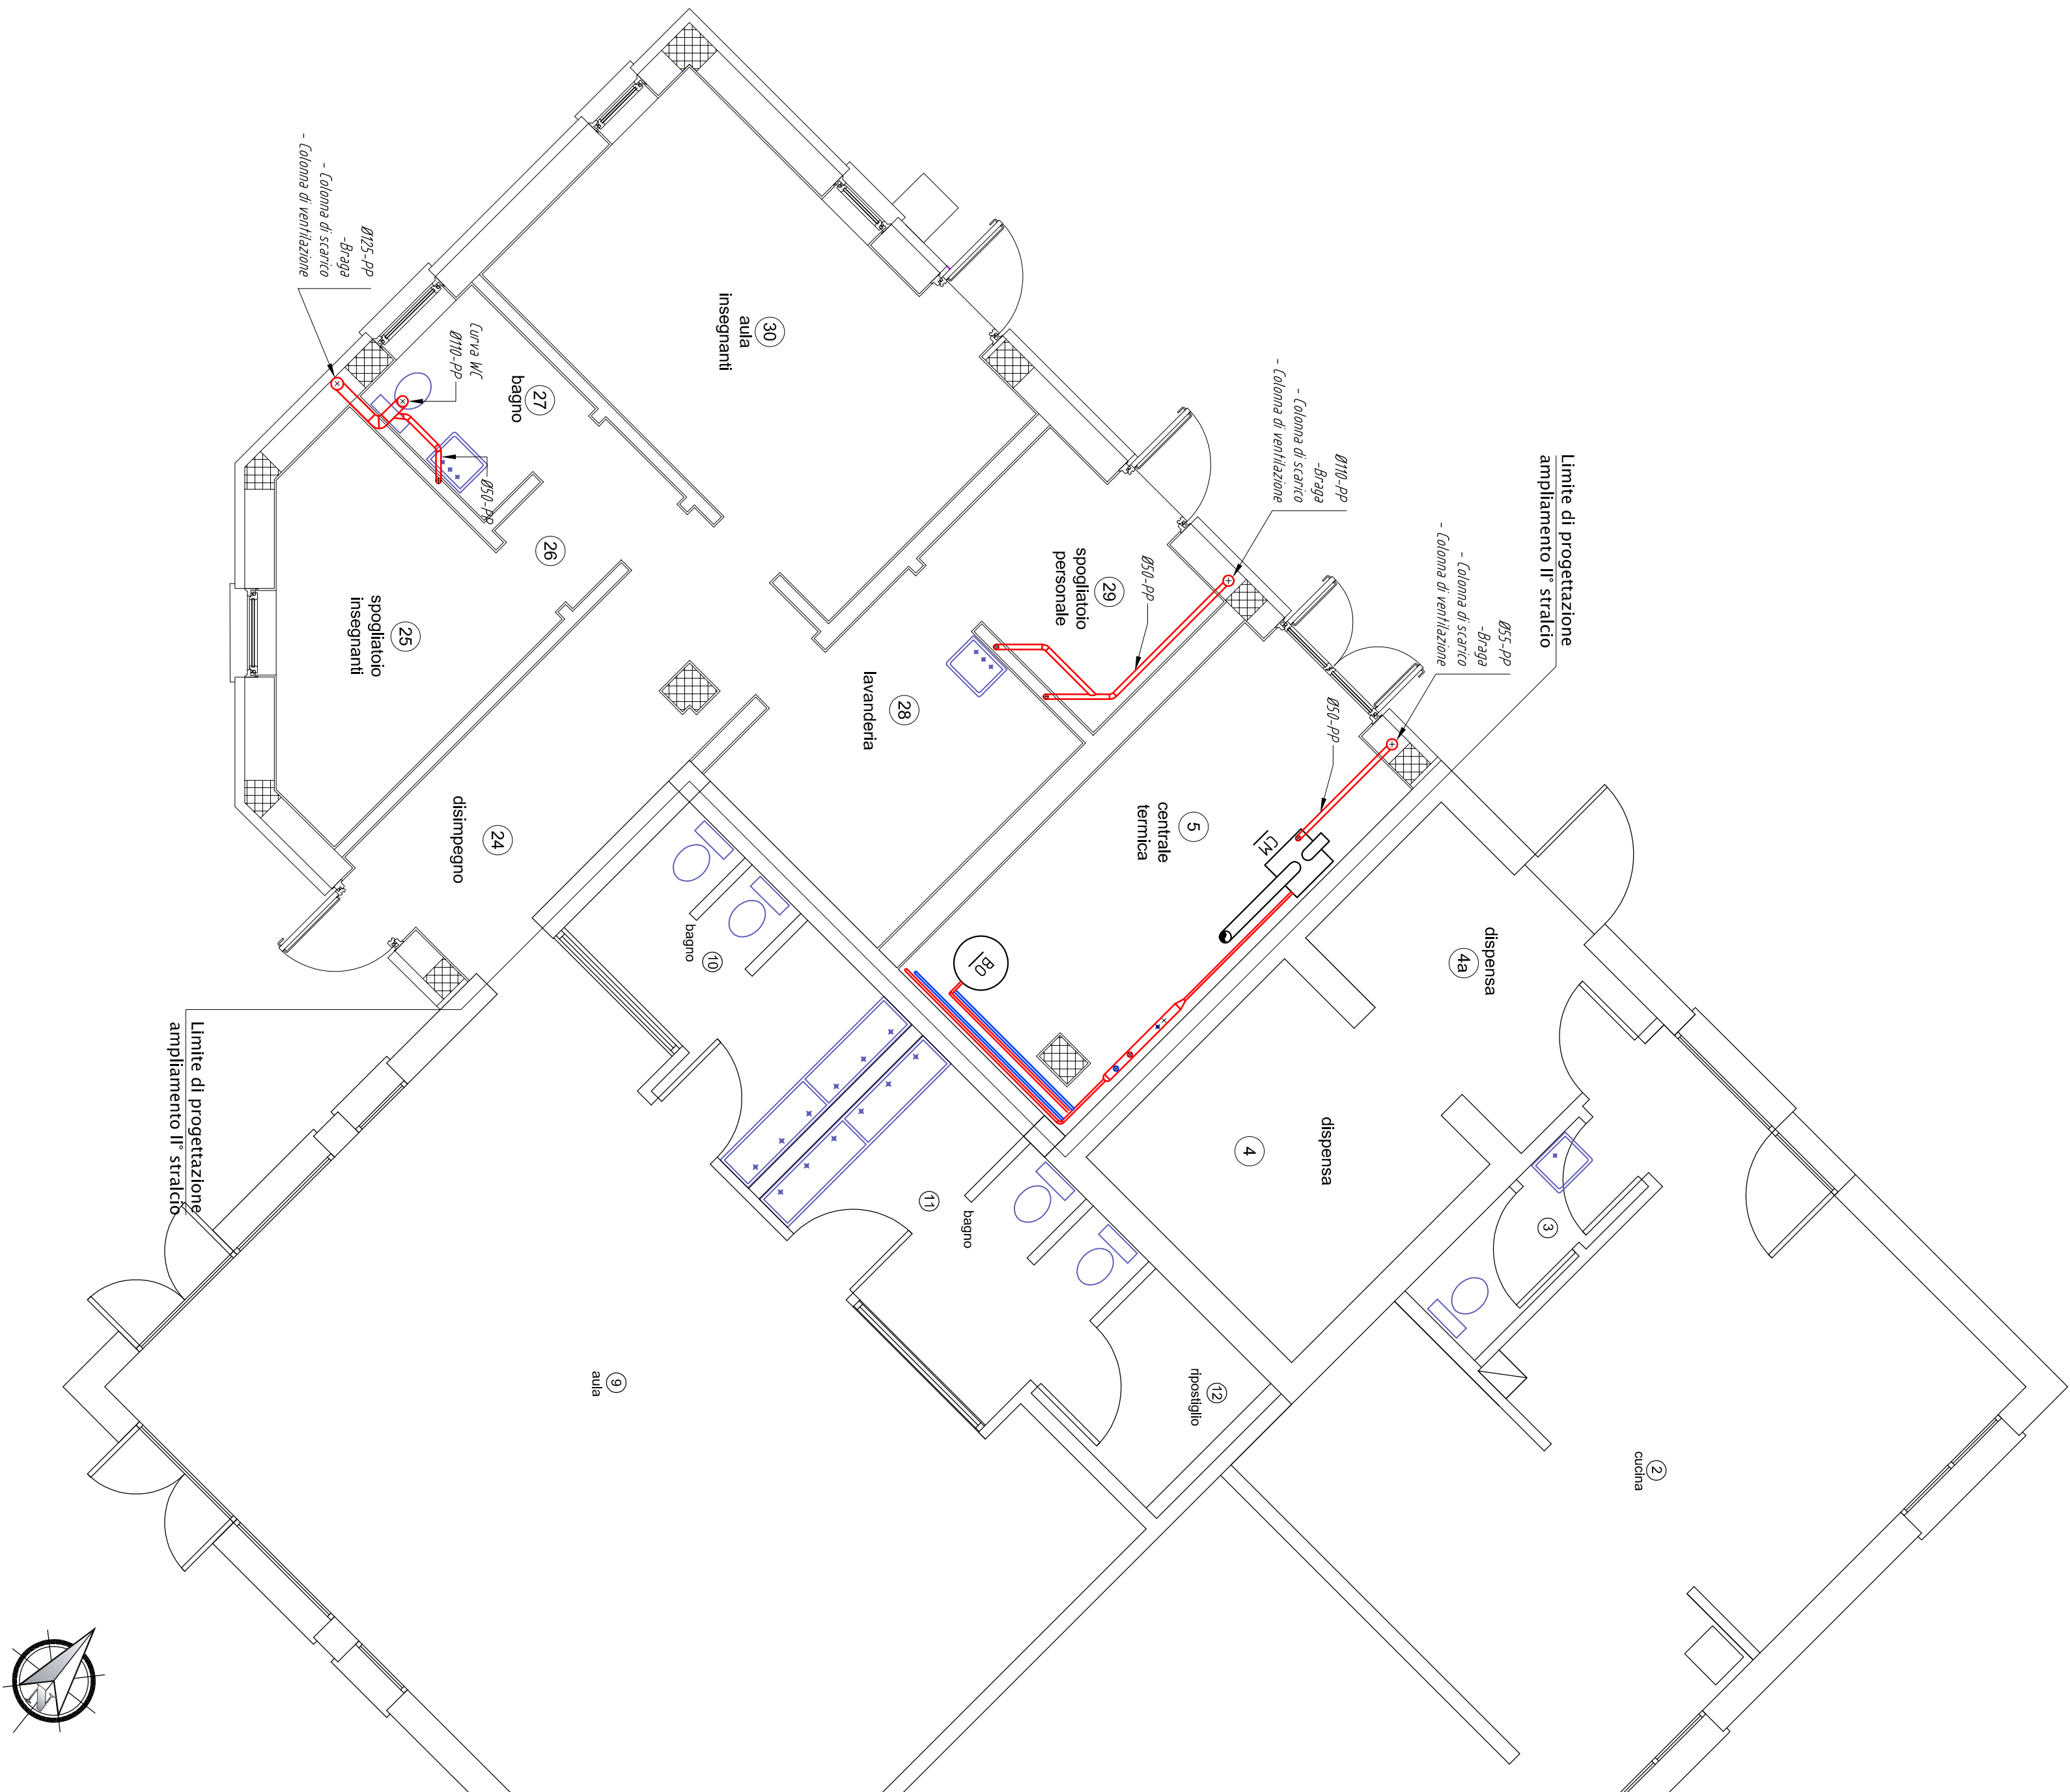 Limite di progettazione
ampliamento II° stralcio
Ø55-PP
-Braga
- Colonna di scarico
- Colonna di ventilazione
Ø110-PP
-Braga
- Colonna di scarico
- Colonna di ventilazione
Ø50-PP
Ø50-PP
4a
dispensa
dispensa
4
3
2
cucina
5
centrale
termica
CM
BO
29
spogliatoio
personale
28
lavanderia
30
aula
insegnanti
27
bagno
Curva WC
Ø110-PP
Ø50-PP
26
Ø125-PP
-Braga
- Colonna di scarico
- Colonna di ventilazione
25
spogliatoio
insegnanti
24
disimpegno
10
bagno
11
bagno
12
ripostiglio
9
aula
Limite di progettazione
ampliamento II° stralcio
N